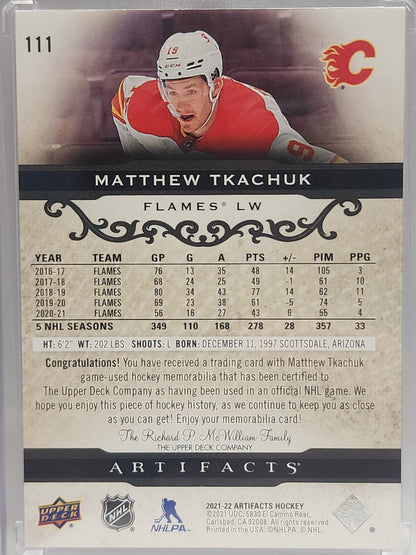 111
19
9
C
MATTHEW TKACHUK
FLAMES® LW
YEAR TEAM GP G A PTS +/- PIM PPG
2016-17 FLAMES 76 13 35 48 14 105 3
2017-18 FLAMES 68 24 25 49 -1 61 10
2018-19 FLAMES 80 34 43 77 14 62 11
2019-20 FLAMES 69 23 38 61 -5 74 5
2020-21 FLAMES 56 16 27 43 6 55 4
5 NHL SEASONS 349 110 168 278 28 357 33
HT: 6'2" WT: 202 LBS. SHOOTS: L BORN: DECEMBER 11, 1997 SCOTTSDALE, ARIZONA
Congratulations! You have received a trading card with Matthew Tkachuk
game-used hockey memorabilia that has been certified to
The Upper Deck Company as having been used in an official NHL® game. We
hope you enjoy this piece of hockey history, as we continue to keep you as close
as you can get! Enjoy your memorabilia card!
The Richard P. McWilliam Family
THE UPPER DECK COMPANY
ARTIFACTS®
UPPER DECK
NHL
NHLPA
2021-22 ARTIFACTS HOCKEY
©2021 UDC, 5830 El Camino Real,
Carlsbad, CA 92008. All rights reserved.
Printed in the USA. ©NHLPA. ©NHL.